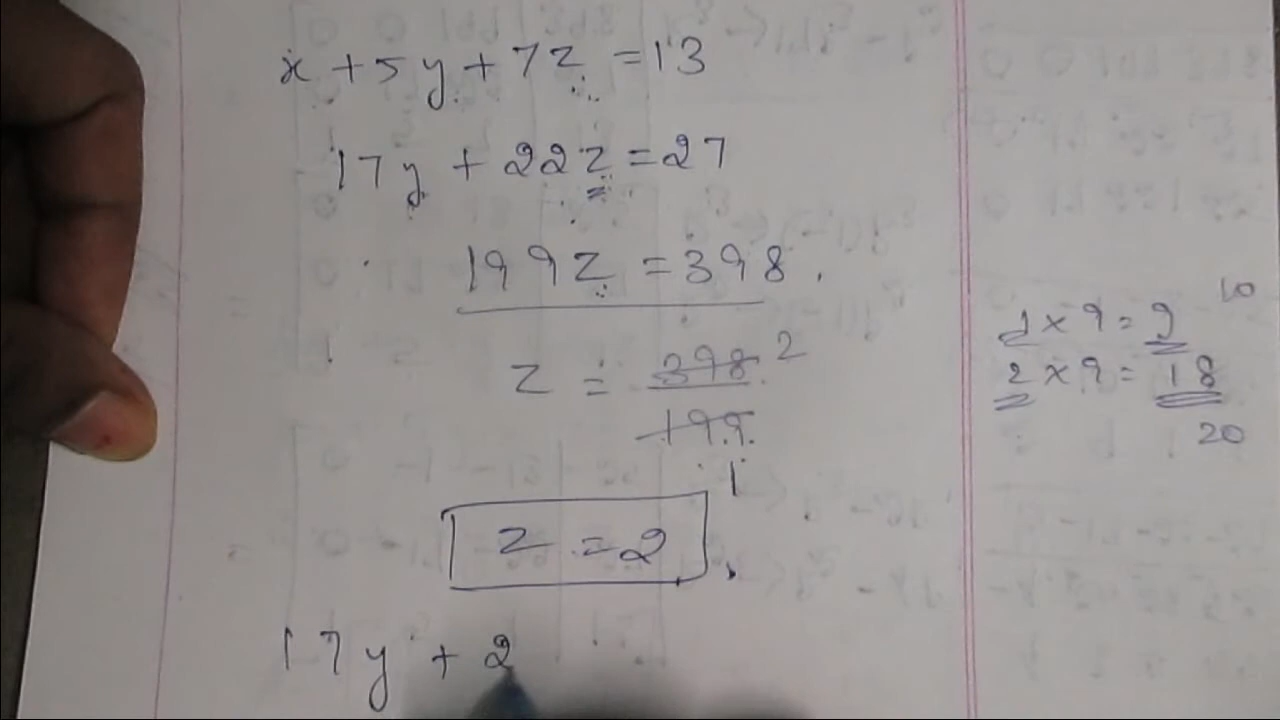 x + 5y + 7z = 13
17y + 22z = 27
199z = 398.
z = 398 2
199
1
z = 2.
17y + 2
10
1 x 9 = 9
2 x 9 = 18
20